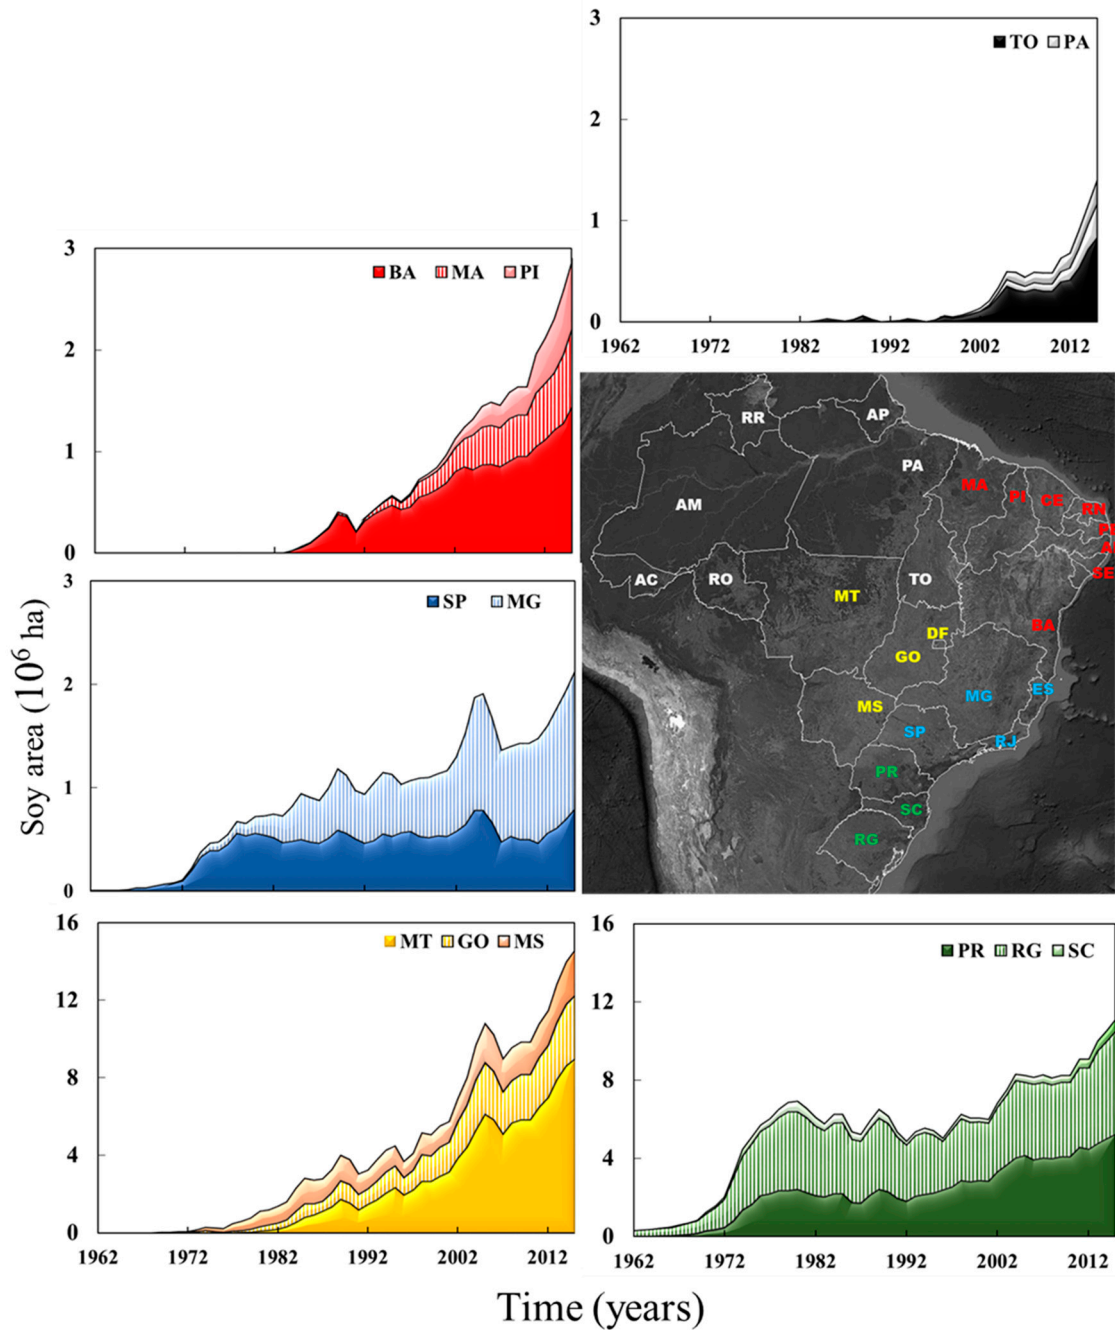 3
TO PA
2
1
0
1962 1972 1982 1992 2002 2012
3
BA MA PI
2
1
0
3
SP MG
2
1
0
RR AP
PA
AM
MA PI CE
RN
AC RO
MT
TO
SE
BA
DF
GO
MG ES
MS
SP RJ
PR
SC
RG
Soy area (10⁶ ha)
16
MT GO MS
12
8
4
0
1962 1972 1982 1992 2002 2012
16
PR RG SC
12
8
4
0
1962 1972 1982 1992 2002 2012
Time (years)